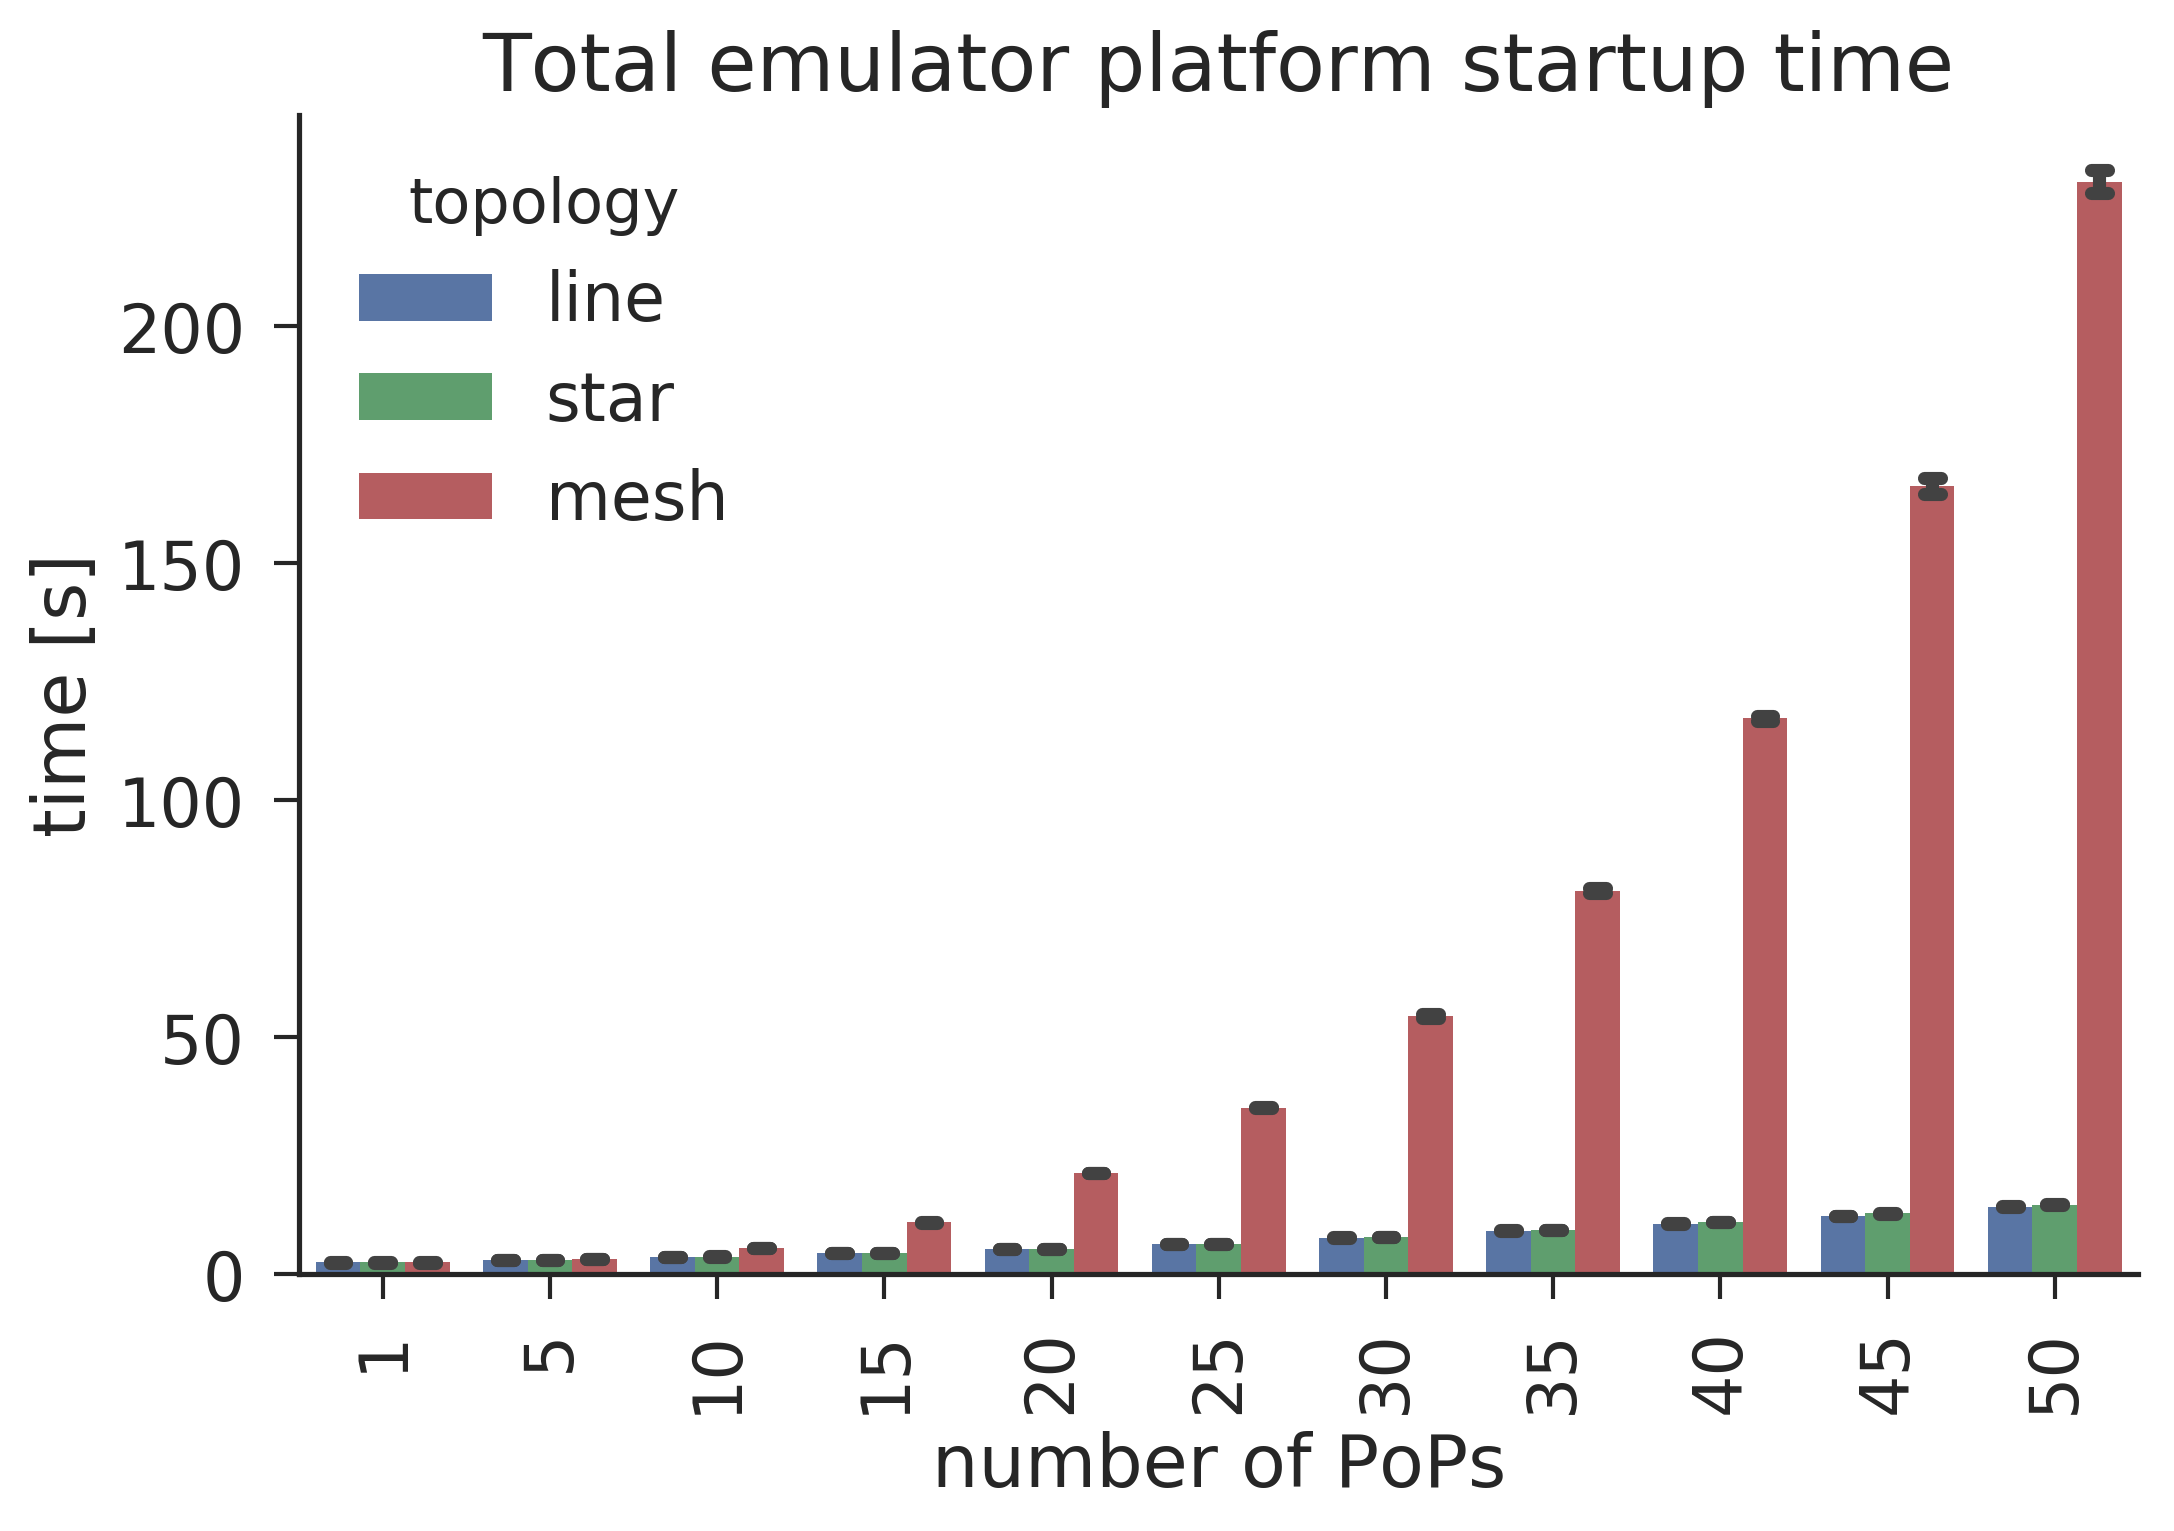 Total emulator platform startup time
topology
line
star
mesh
time [s]
200
150
100
50
0
1 5 10 15 20 25 30 35 40 45 50
number of PoPs